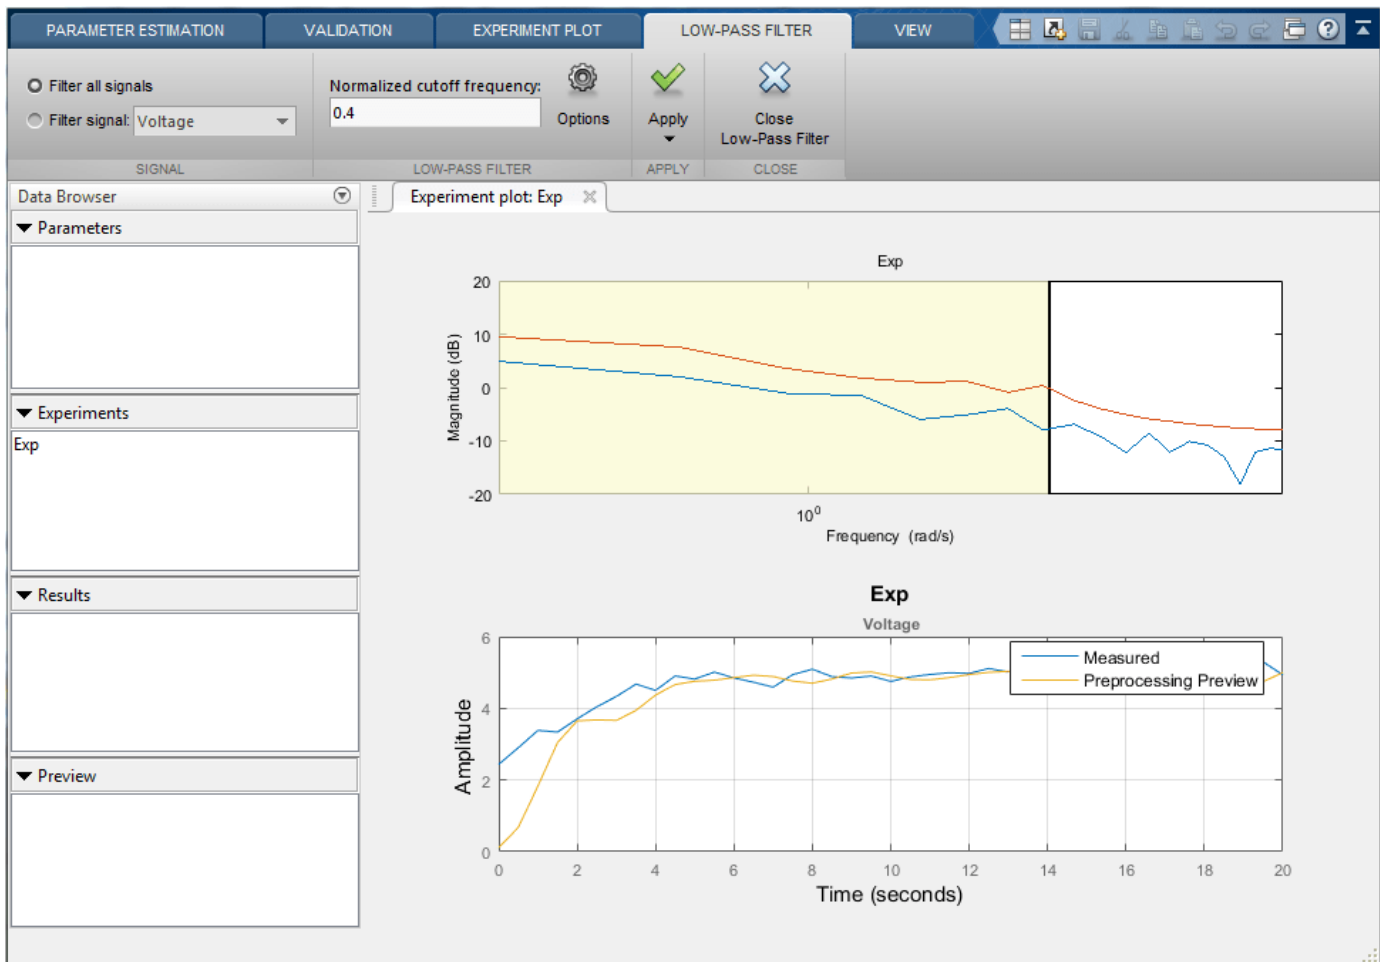 PARAMETER ESTIMATION VALIDATION EXPERIMENT PLOT LOW-PASS FILTER VIEW
Filter all signals
Filter signal: Voltage
SIGNAL
Normalized cutoff frequency:
0.4
Options
LOW-PASS FILTER
Apply
APPLY
Close
Low-Pass Filter
CLOSE
Data Browser
Parameters
Experiments
Exp
Results
Preview
Experiment plot: Exp
Exp
20
10
0
-10
-20
Magnitude (dB)
10⁰
Frequency (rad/s)
Exp
Voltage
6
4
2
0
Amplitude
Measured
Preprocessing Preview
0 2 4 6 8 10 12 14 16 18 20
Time (seconds)